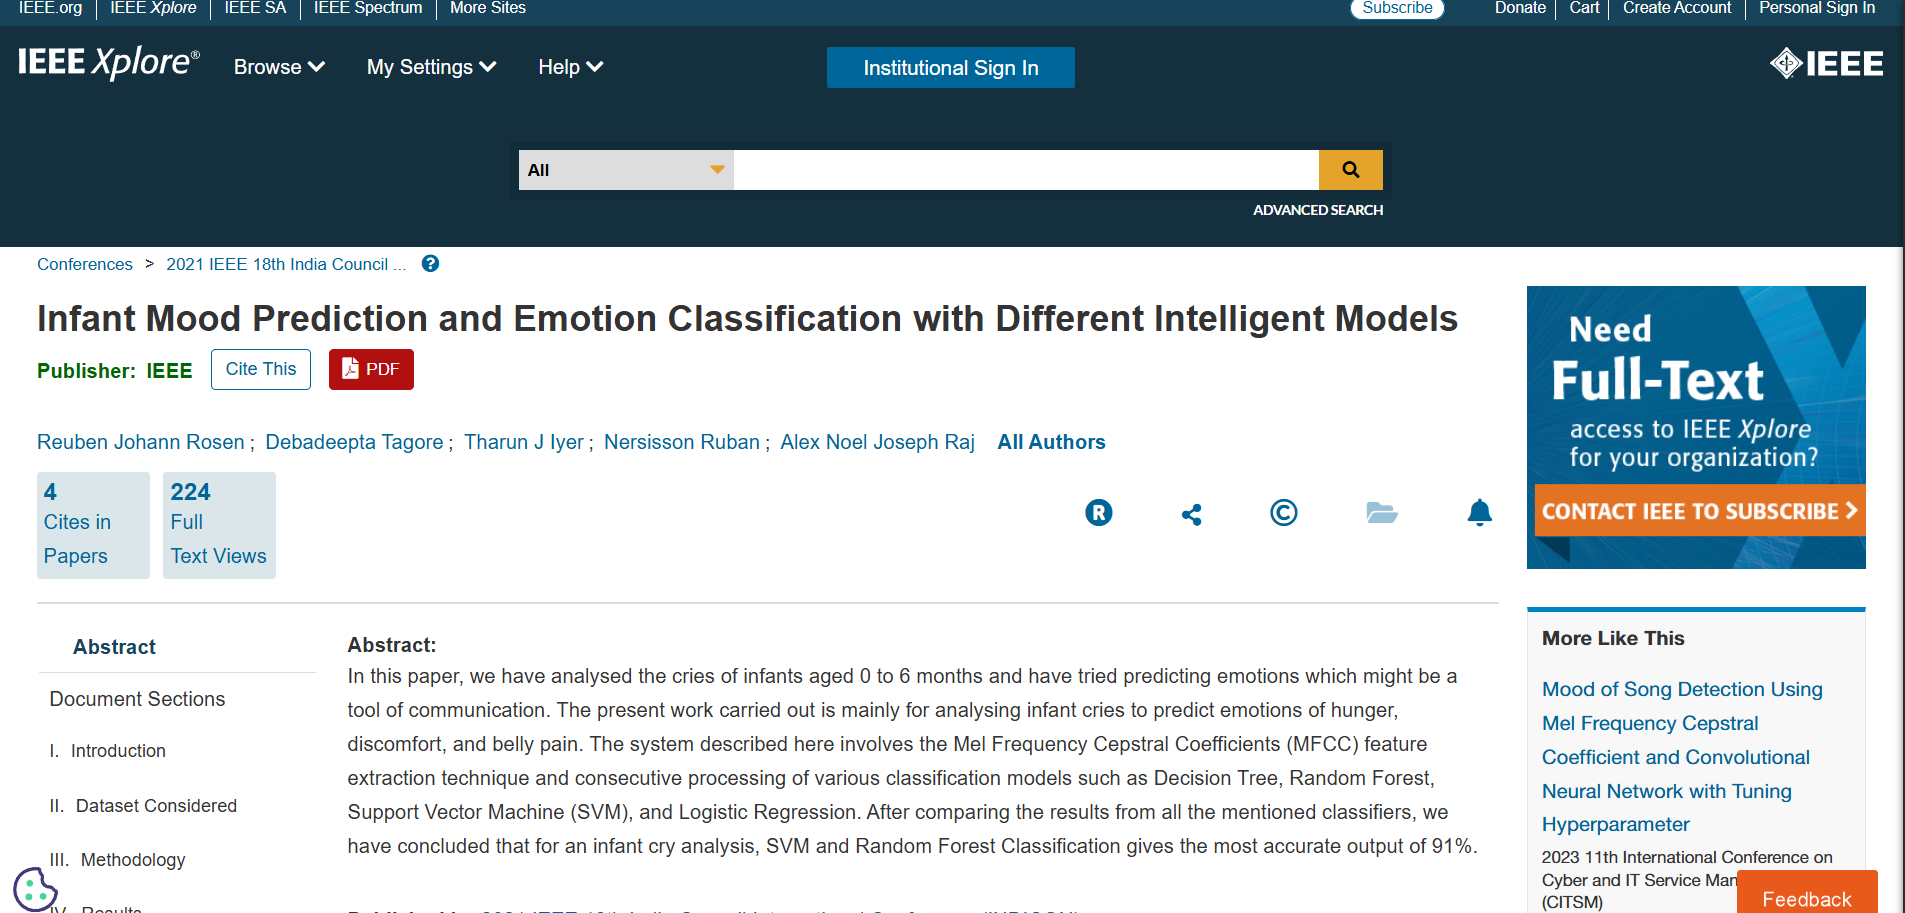 IEEE.org IEEE Xplore IEEE SA IEEE Spectrum More Sites Subscribe Donate Cart Create Account Personal Sign In
IEEE Xplore® Browse My Settings Help Institutional Sign In IEEE
All
ADVANCED SEARCH
Conferences > 2021 IEEE 18th India Council ...
Infant Mood Prediction and Emotion Classification with Different Intelligent Models
Publisher: IEEE Cite This PDF
Reuben Johann Rosen ; Debadeepta Tagore ; Tharun J Iyer ; Nersisson Ruban ; Alex Noel Joseph Raj All Authors
4
Cites in
Papers
224
Full
Text Views
R
©
Abstract
Document Sections
I. Introduction
II. Dataset Considered
III. Methodology
IV. Results
Abstract:
In this paper, we have analysed the cries of infants aged 0 to 6 months and have tried predicting emotions which might be a
tool of communication. The present work carried out is mainly for analysing infant cries to predict emotions of hunger,
discomfort, and belly pain. The system described here involves the Mel Frequency Cepstral Coefficients (MFCC) feature
extraction technique and consecutive processing of various classification models such as Decision Tree, Random Forest,
Support Vector Machine (SVM), and Logistic Regression. After comparing the results from all the mentioned classifiers, we
have concluded that for an infant cry analysis, SVM and Random Forest Classification gives the most accurate output of 91%.
Need
Full-Text
access to IEEE Xplore
for your organization?
CONTACT IEEE TO SUBSCRIBE >
More Like This
Mood of Song Detection Using
Mel Frequency Cepstral
Coefficient and Convolutional
Neural Network with Tuning
Hyperparameter
2023 11th International Conference on
Cyber and IT Service Man
(CITSM)
Feedback